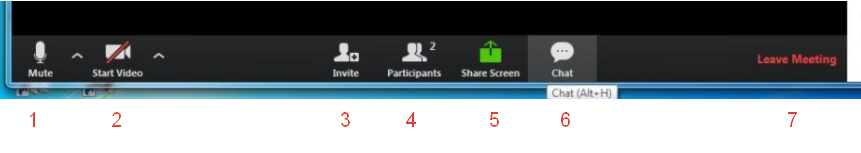 2
Mute Start Video Invite Participants Share Screen Chat Leave Meeting
Chat (Alt+H)
1 2 3 4 5 6 7